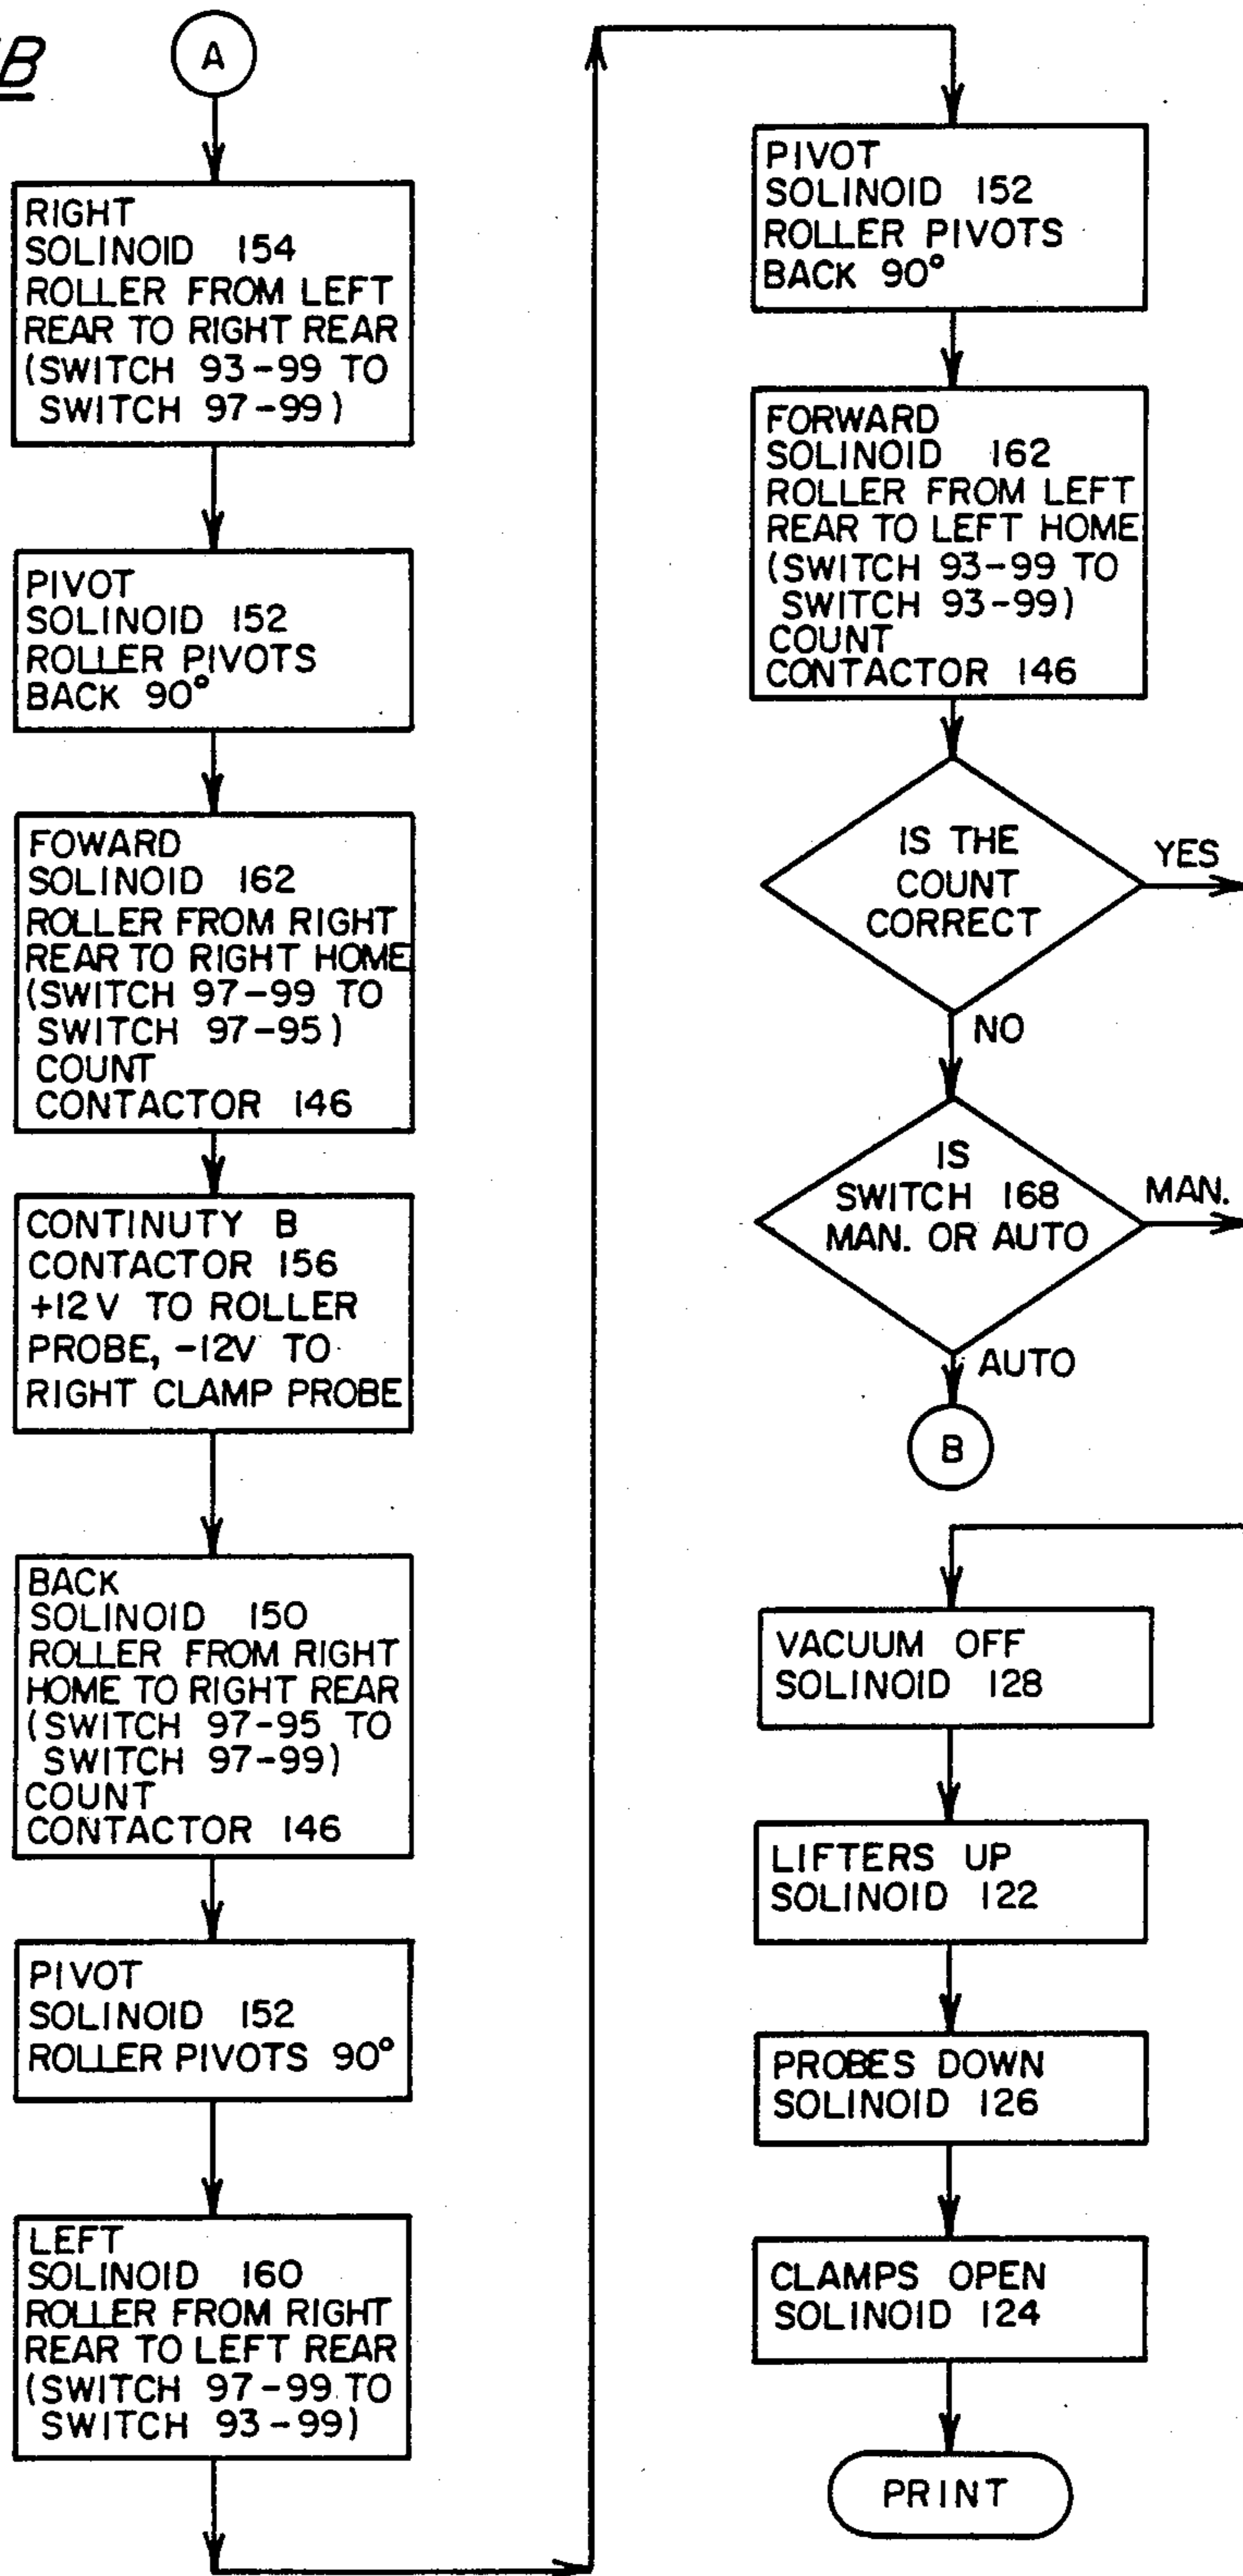 B
A
RIGHT
SOLINOID 154
ROLLER FROM LEFT
REAR TO RIGHT REAR
(SWITCH 93-99 TO
SWITCH 97-99)
PIVOT
SOLINOID 152
ROLLER PIVOTS
BACK 90°
FOWARD
SOLINOID 162
ROLLER FROM RIGHT
REAR TO RIGHT HOME
(SWITCH 97-99 TO
SWITCH 97-95)
COUNT
CONTACTOR 146
CONTINUTY B
CONTACTOR 156
+12V TO ROLLER
PROBE, -12V TO
RIGHT CLAMP PROBE
BACK
SOLINOID 150
ROLLER FROM RIGHT
HOME TO RIGHT REAR
(SWITCH 97-95 TO
SWITCH 97-99)
COUNT
CONTACTOR 146
PIVOT
SOLINOID 152
ROLLER PIVOTS 90°
LEFT
SOLINOID 160
ROLLER FROM RIGHT
REAR TO LEFT REAR
(SWITCH 97-99 TO
SWITCH 93-99)
PIVOT
SOLINOID 152
ROLLER PIVOTS
BACK 90°
FORWARD
SOLINOID 162
ROLLER FROM LEFT
REAR TO LEFT HOME
(SWITCH 93-99 TO
SWITCH 93-99)
COUNT
CONTACTOR 146
IS THE
COUNT
CORRECT
YES
NO
IS
SWITCH 168
MAN. OR AUTO
MAN.
AUTO
B
VACUUM OFF
SOLINOID 128
LIFTERS UP
SOLINOID 122
PROBES DOWN
SOLINOID 126
CLAMPS OPEN
SOLINOID 124
PRINT